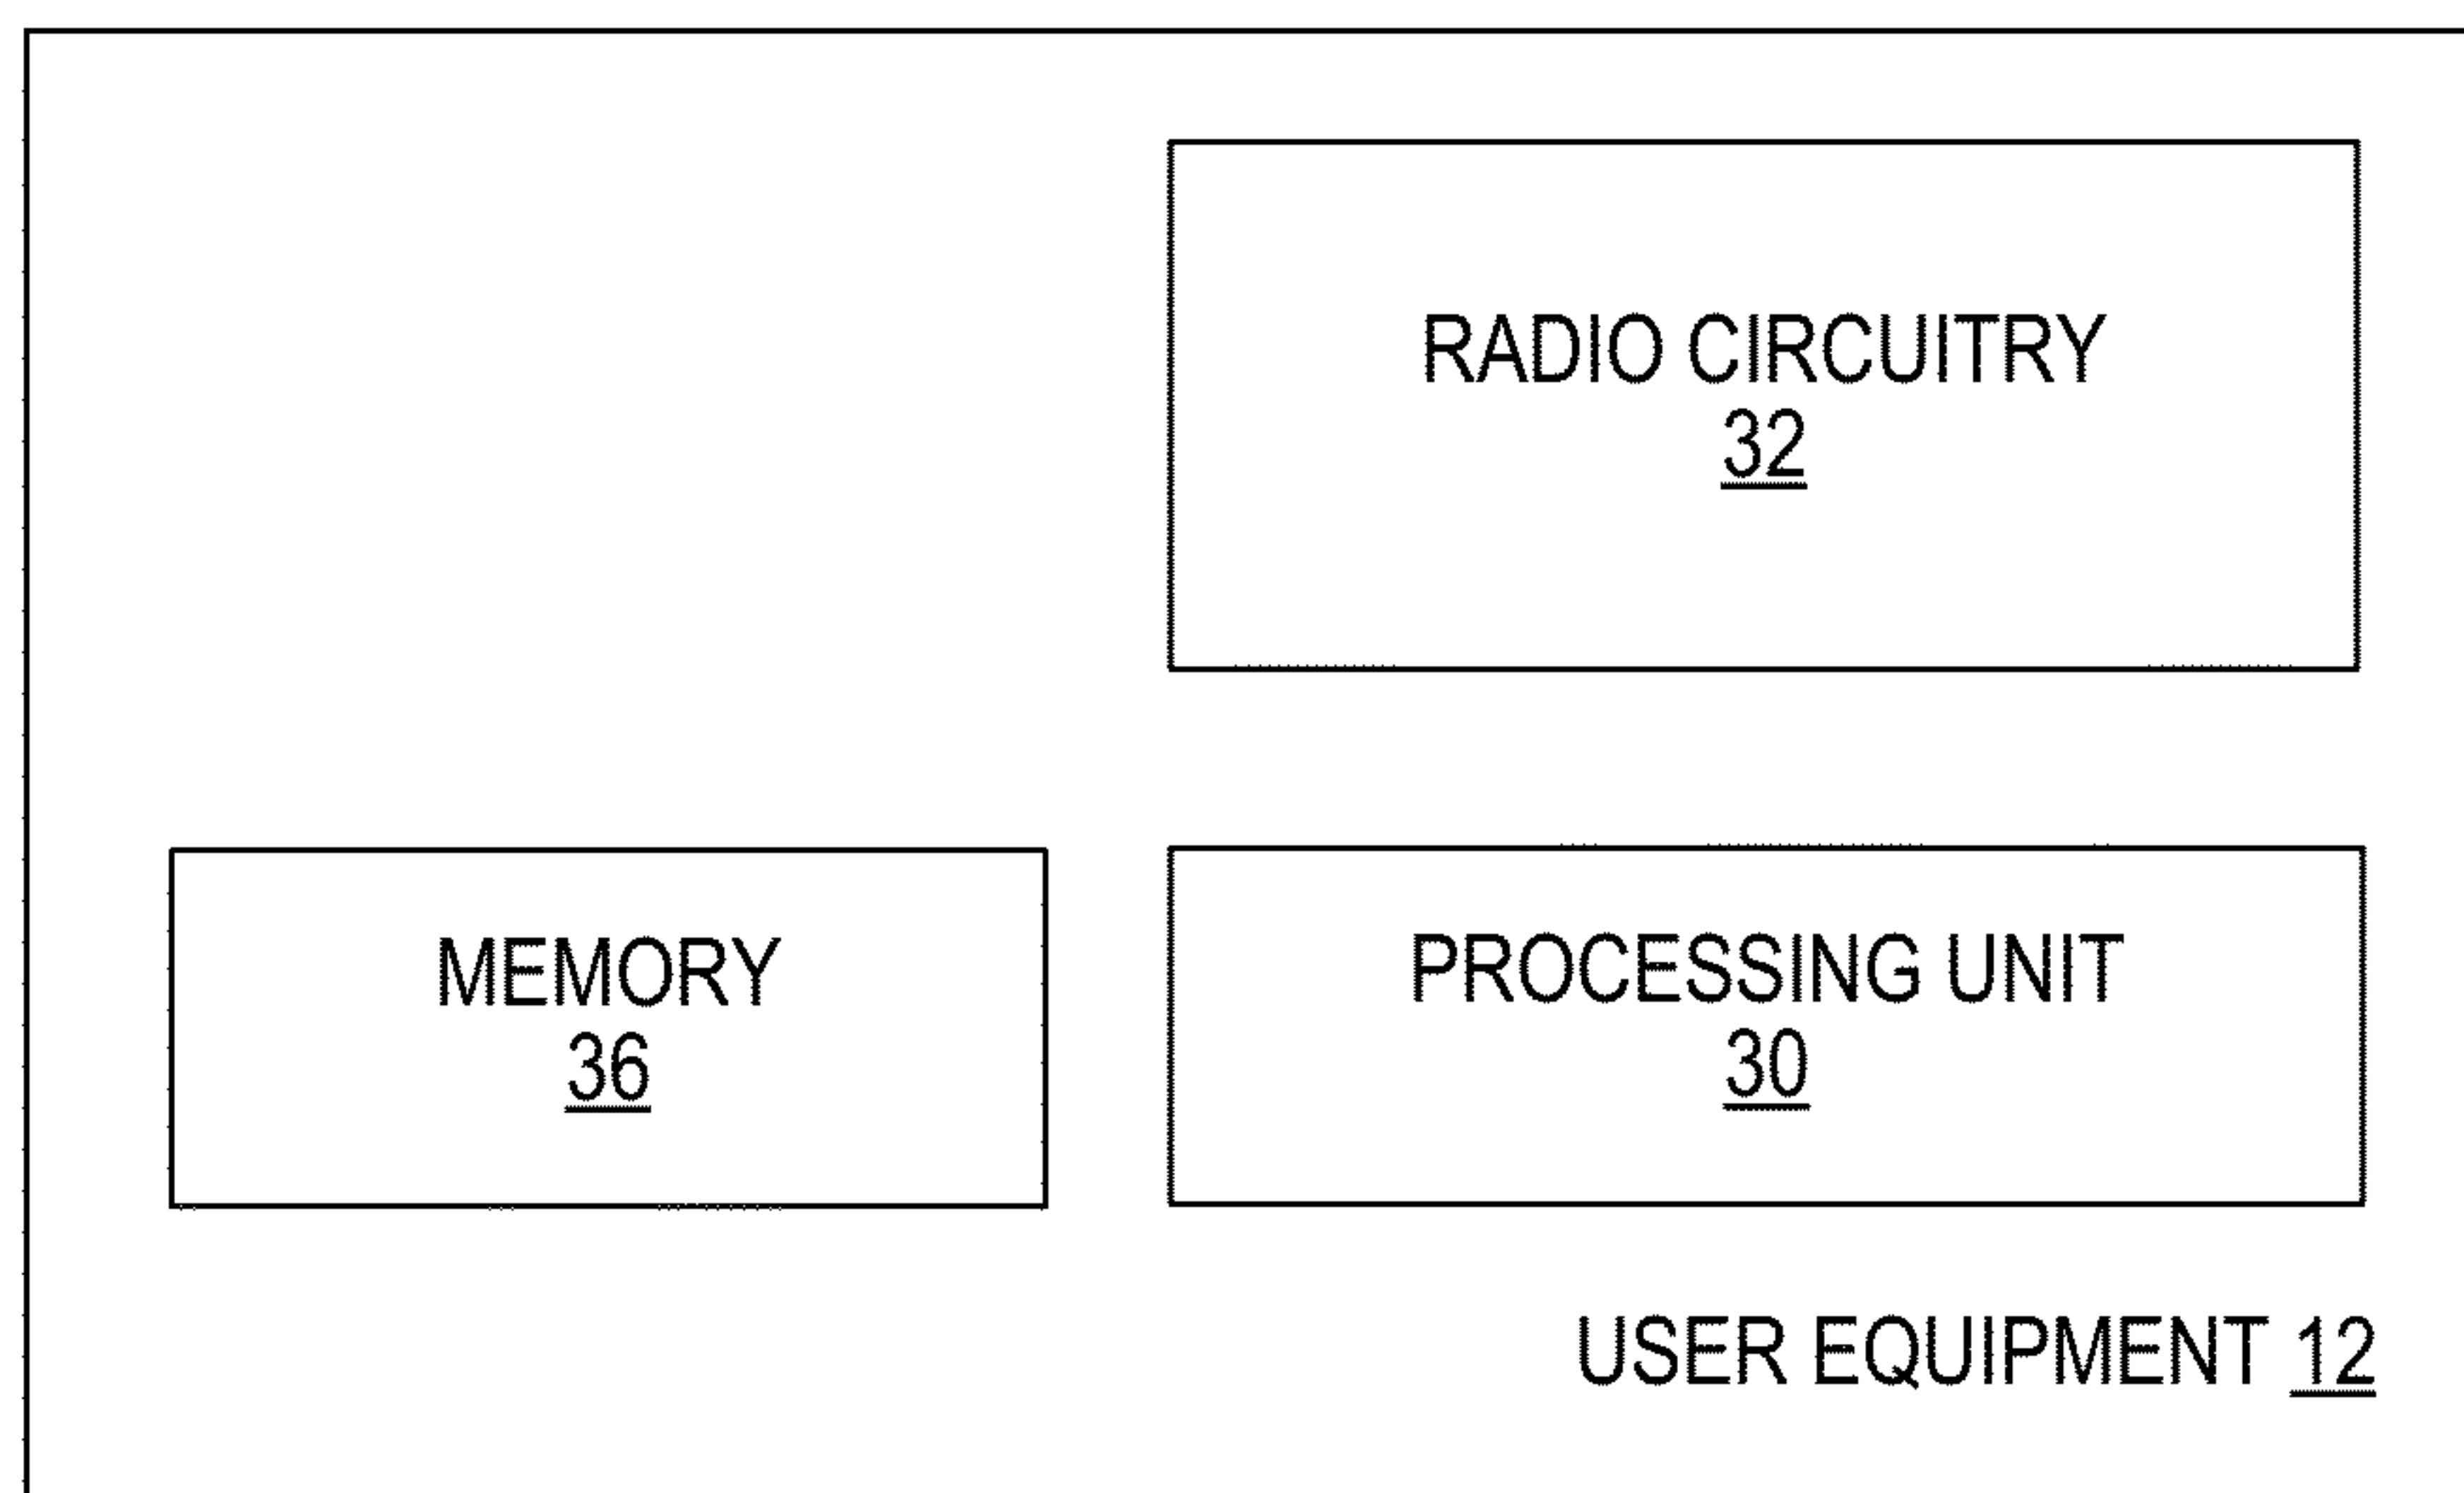 RADIO CIRCUITRY
32
MEMORY
36
PROCESSING UNIT
30
USER EQUIPMENT 12